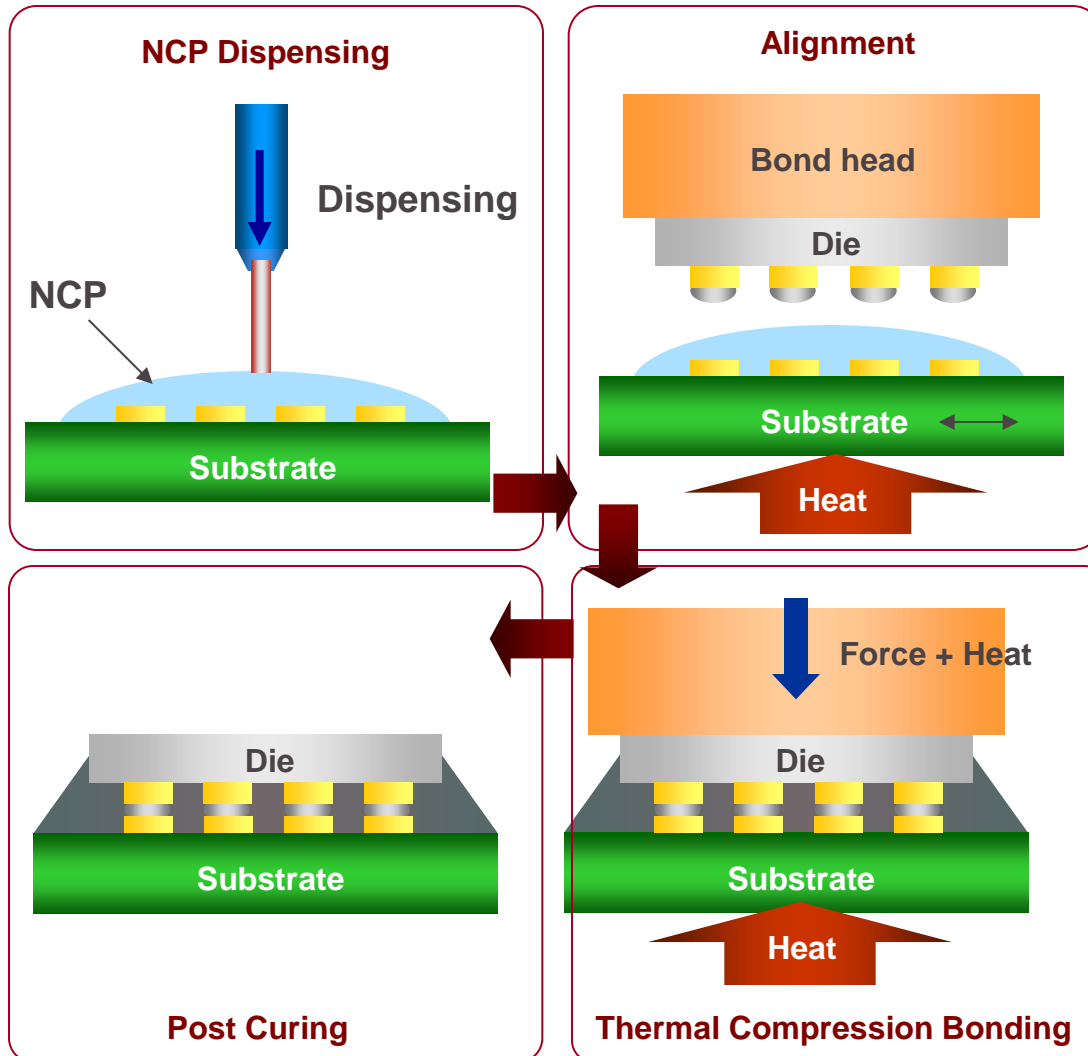 NCP Dispensing
Dispensing
NCP
Substrate
Alignment
Bond head
Die
Substrate
Heat
Force + Heat
Die
Substrate
Heat
Thermal Compression Bonding
Die
Substrate
Post Curing